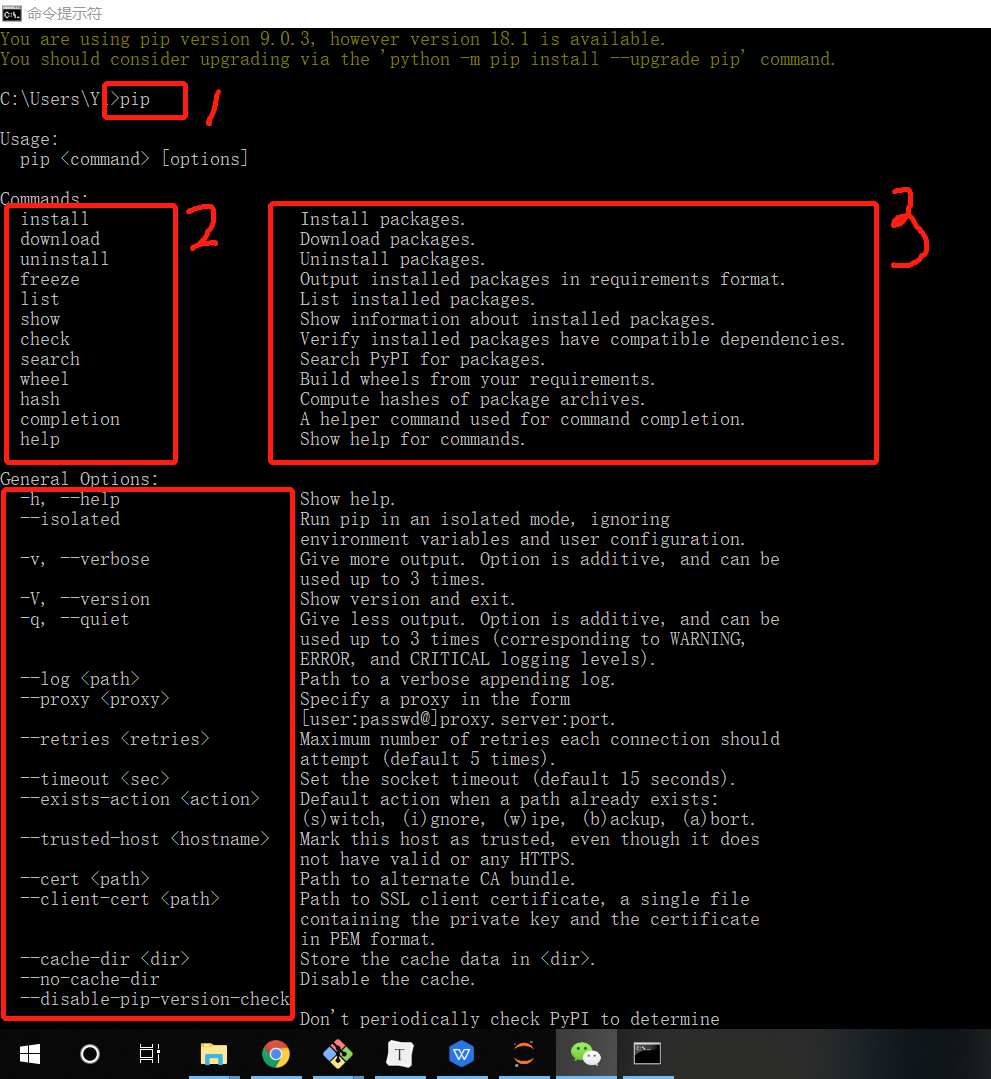 命令提示符
You are using pip version 9.0.3, however version 18.1 is available.
You should consider upgrading via the 'python -m pip install --upgrade pip' command.
C:\Users\Y >pip
1
Usage:
pip <command> [options]
Commands:
2
3
install Install packages.
download Download packages.
uninstall Uninstall packages.
freeze Output installed packages in requirements format.
list List installed packages.
show Show information about installed packages.
check Verify installed packages have compatible dependencies.
search Search PyPI for packages.
wheel Build wheels from your requirements.
hash Compute hashes of package archives.
completion A helper command used for command completion.
help Show help for commands.
General Options:
-h, --help Show help.
--isolated Run pip in an isolated mode, ignoring
environment variables and user configuration.
-v, --verbose Give more output. Option is additive, and can be
used up to 3 times.
-V, --version Show version and exit.
-q, --quiet Give less output. Option is additive, and can be
used up to 3 times (corresponding to WARNING,
ERROR, and CRITICAL logging levels).
--log <path> Path to a verbose appending log.
--proxy <proxy> Specify a proxy in the form
[user:passwd@]proxy.server:port.
--retries <retries> Maximum number of retries each connection should
attempt (default 5 times).
--timeout <sec> Set the socket timeout (default 15 seconds).
--exists-action <action> Default action when a path already exists:
(s)witch, (i)gnore, (w)ipe, (b)ackup, (a)bort.
--trusted-host <hostname> Mark this host as trusted, even though it does
not have valid or any HTTPS.
--cert <path> Path to alternate CA bundle.
--client-cert <path> Path to SSL client certificate, a single file
containing the private key and the certificate
in PEM format.
--cache-dir <dir> Store the cache data in <dir>.
--no-cache-dir Disable the cache.
--disable-pip-version-check
Don't periodically check PyPI to determine
T W